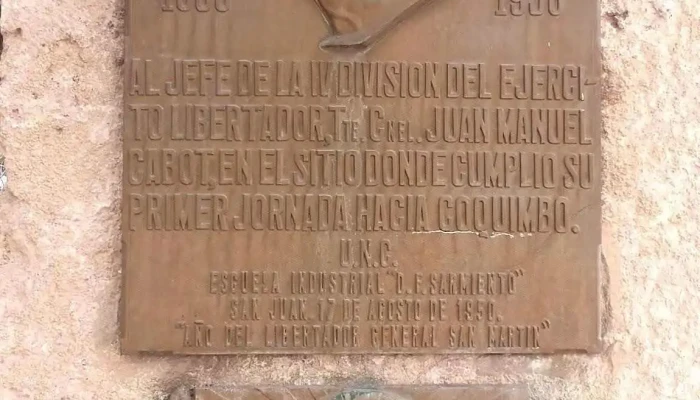 1950
AL JEFE DE LA IV. DIVISION DEL EJERCI-
TO LIBERTADOR, TTE. CNEL. JUAN MANUEL
CABOT, EN EL SITIO DONDE CUMPLIO SU
PRIMER JORNADA HACIA COQUIMBO.
U.N.C.
ESCUELA INDUSTRIAL "D. F. SARMIENTO"
SAN JUAN, 17 DE AGOSTO DE 1950.
"AÑO DEL LIBERTADOR GENERAL SAN MARTIN"